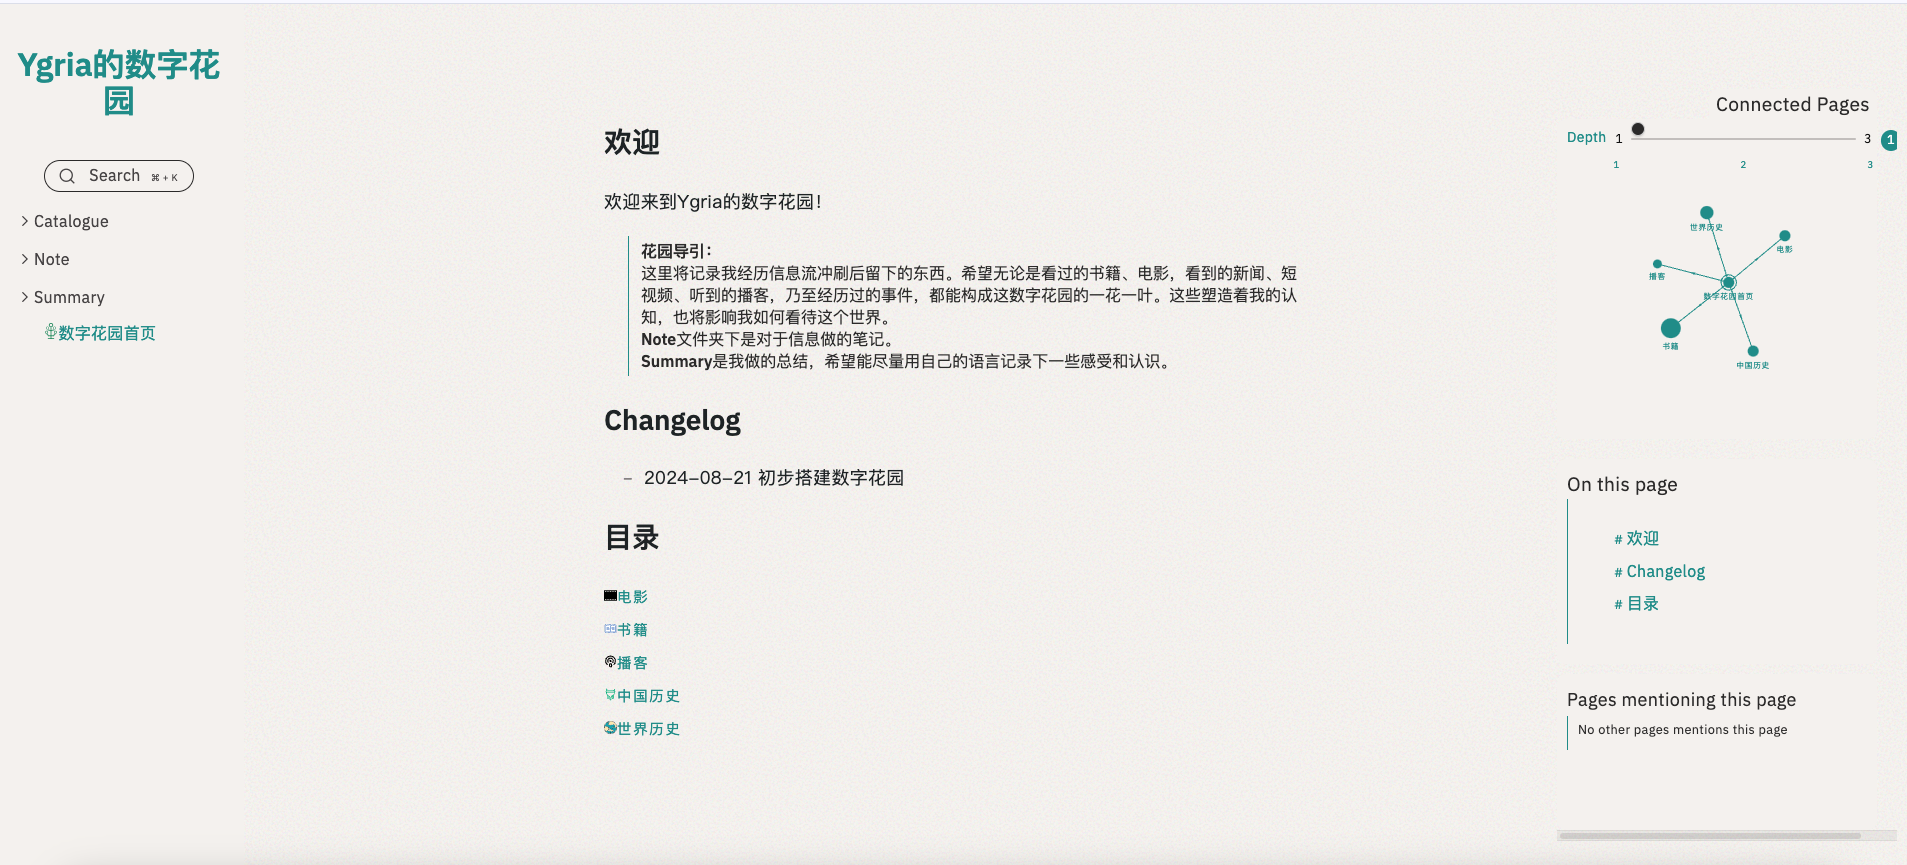 Ygria的数字花
园
Search ⌘ + K
Catalogue
Note
Summary
数字花园首页
欢迎
欢迎来到Ygria的数字花园！
花园导引：
这里将记录我经历信息流冲刷后留下的东西。希望无论是看过的书籍、电影，看到的新闻、短
视频、听到的播客，乃至经历过的事件，都能构成这数字花园的一花一叶。这些塑造着我的认
知，也将影响我如何看待这个世界。
Note文件夹下是对于信息做的笔记。
Summary是我做的总结，希望能尽量用自己的语言记录下一些感受和认识。
Changelog
– 2024-08-21 初步搭建数字花园
目录
电影
书籍
播客
中国历史
世界历史
Connected Pages
Depth 1 3 1
1 2 3
世界历史
电影
播客
数字花园首页
书籍
中国历史
On this page
# 欢迎
# Changelog
# 目录
Pages mentioning this page
No other pages mentions this page